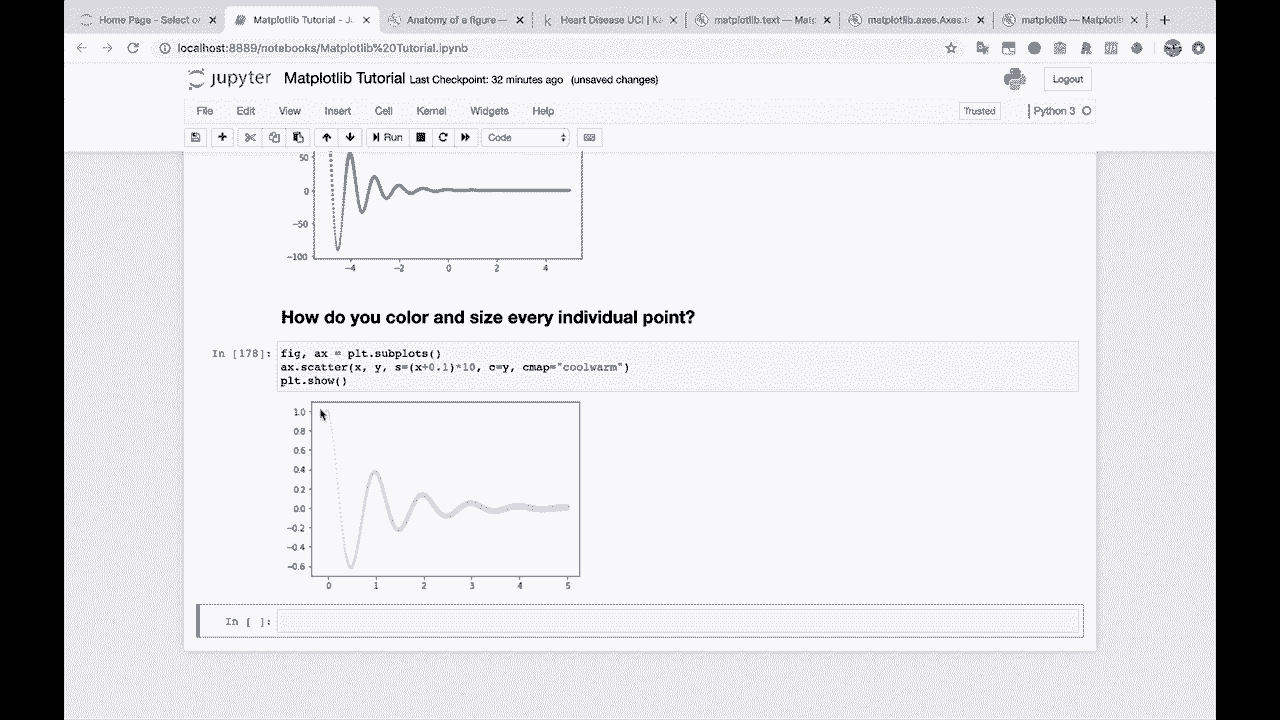 Home Page - Select or
Matplotlib Tutorial - Ju
Anatomy of a figure —
Heart Disease UCI | Ka
matplotlib.text — Matp
matplotlib.axes.Axes.
matplotlib — Matplotli
localhost:8889/notebooks/Matplotlib%20Tutorial.ipynb
jupyter Matplotlib Tutorial Last Checkpoint: 32 minutes ago (unsaved changes)
Logout
File Edit View Insert Cell Kernel Widgets Help
Trusted
Python 3
Run
Code
50
0
−50
−100
−4 −2 0 2 4
How do you color and size every individual point?
In [178]: fig, ax = plt.subplots()
ax.scatter(x, y, s=(x+0.1)*10, c=y, cmap="coolwarm")
plt.show()
1.0
0.8
0.6
0.4
0.2
0.0
−0.2
−0.4
−0.6
0 1 2 3 4 5
In [ ]: